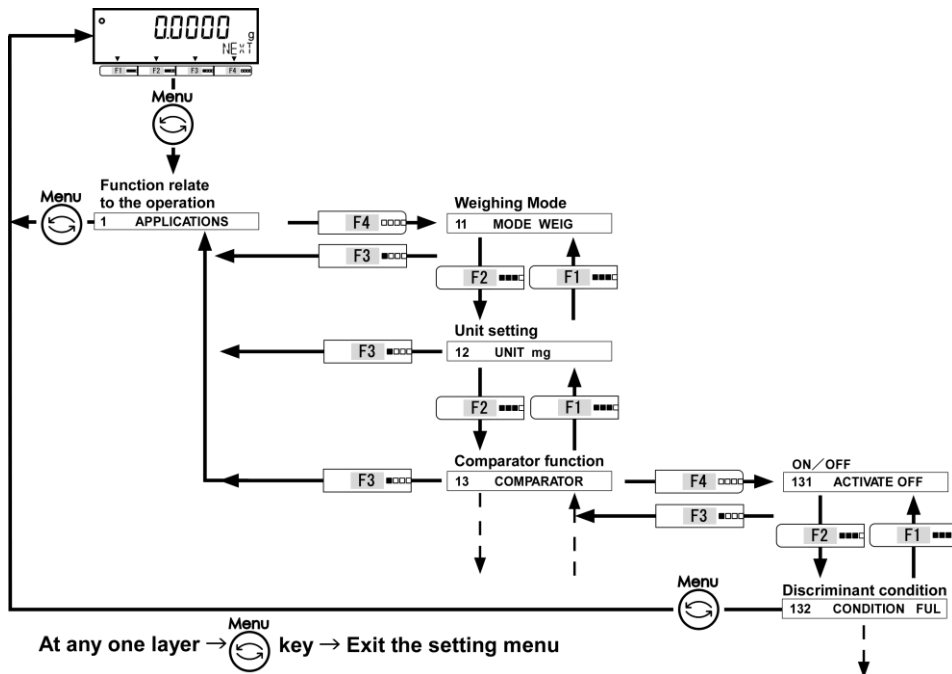 0.0000 g
NEXT
F1 F2 F3 F4
Menu
Function relate
to the operation
Menu
1 APPLICATIONS
F4
Weighing Mode
11 MODE WEIG
F3
F2 F1
Unit setting
12 UNIT mg
F3
F2 F1
Comparator function
13 COMPARATOR
F3
F4
ON/OFF
131 ACTIVATE OFF
F3
F2 F1
Menu
Discriminant condition
132 CONDITION FUL
At any one layer → Menu key → Exit the setting menu